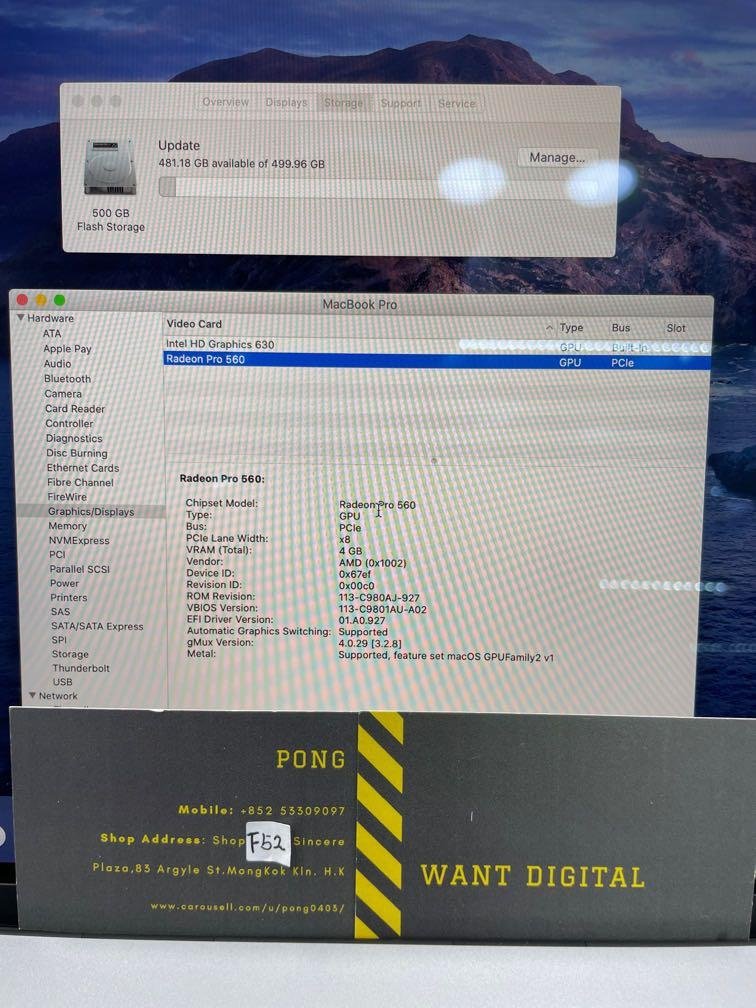 Overview Displays Storage Support Service
Update
481.18 GB available of 499.96 GB
Manage...
500 GB
Flash Storage
MacBook Pro
Hardware
ATA
Apple Pay
Audio
Bluetooth
Camera
Card Reader
Controller
Diagnostics
Disc Burning
Ethernet Cards
Fibre Channel
FireWire
Graphics/Displays
Memory
NVMExpress
PCI
Parallel SCSI
Power
Printers
SAS
SATA/SATA Express
SPI
Storage
Thunderbolt
USB
Network
Video Card Type Bus Slot
Intel HD Graphics 630 GPU Built-In
Radeon Pro 560 GPU PCIe
Radeon Pro 560:
Chipset Model: Radeon Pro 560
Type: GPU
Bus: PCIe
PCIe Lane Width: x8
VRAM (Total): 4 GB
Vendor: AMD (0x1002)
Device ID: 0x67ef
Revision ID: 0x00c0
ROM Revision: 113-C980AJ-927
VBIOS Version: 113-C9801AU-A02
EFI Driver Version: 01.A0.927
Automatic Graphics Switching: Supported
gMux Version: 4.0.29 [3.2.8]
Metal: Supported, feature set macOS GPUFamily2 v1
PONG
Mobile: +852 53309097
Shop Address: Shop F52 Sincere
Plaza,83 Argyle St.MongKok Kln. H.K
www.carousell.com/u/pong0403/
WANT DIGITAL